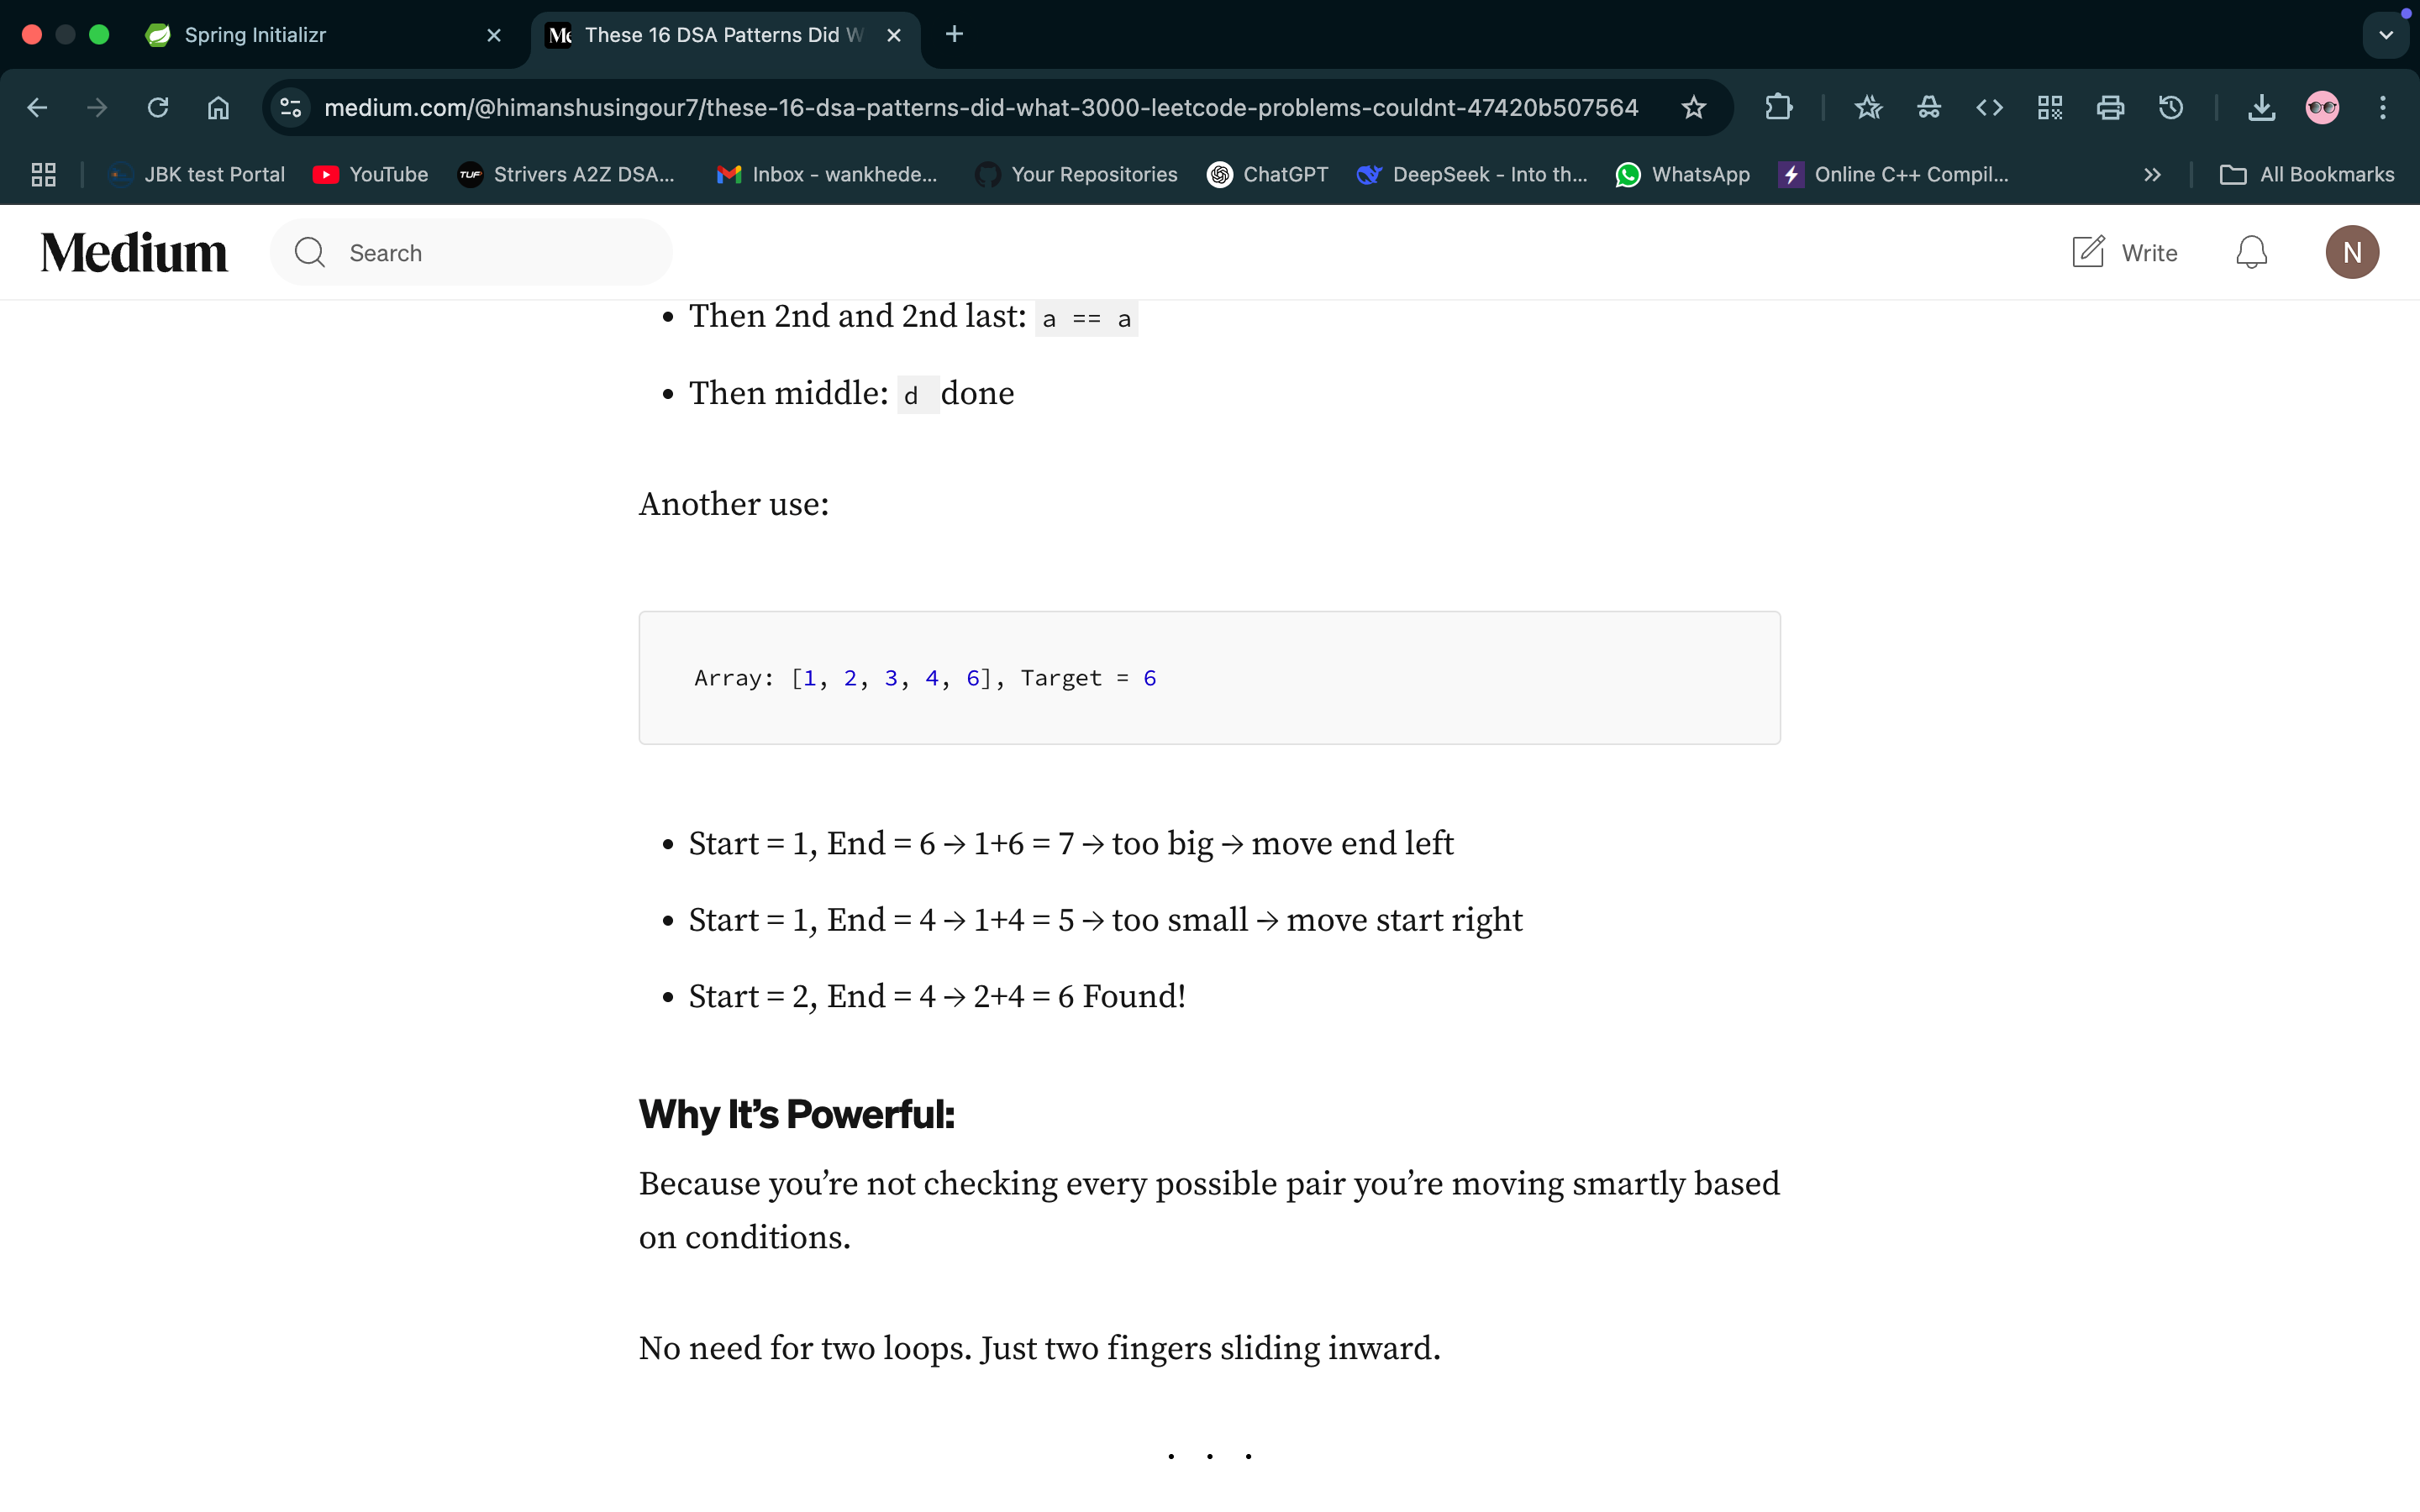 Spring Initializr
These 16 DSA Patterns Did W
medium.com/@himanshusingour7/these-16-dsa-patterns-did-what-3000-leetcode-problems-couldnt-47420b507564
JBK test Portal YouTube TUF Strivers A2Z DSA... Inbox - wankhede... Your Repositories ChatGPT DeepSeek - Into th... WhatsApp Online C++ Compil... All Bookmarks
Medium Search Write N
• Then 2nd and 2nd last: a == a
• Then middle: d done
Another use:
Array: [1, 2, 3, 4, 6], Target = 6
• Start = 1, End = 6 → 1+6 = 7 → too big → move end left
• Start = 1, End = 4 → 1+4 = 5 → too small → move start right
• Start = 2, End = 4 → 2+4 = 6 Found!
Why It’s Powerful:
Because you’re not checking every possible pair you’re moving smartly based
on conditions.
No need for two loops. Just two fingers sliding inward.
. . .